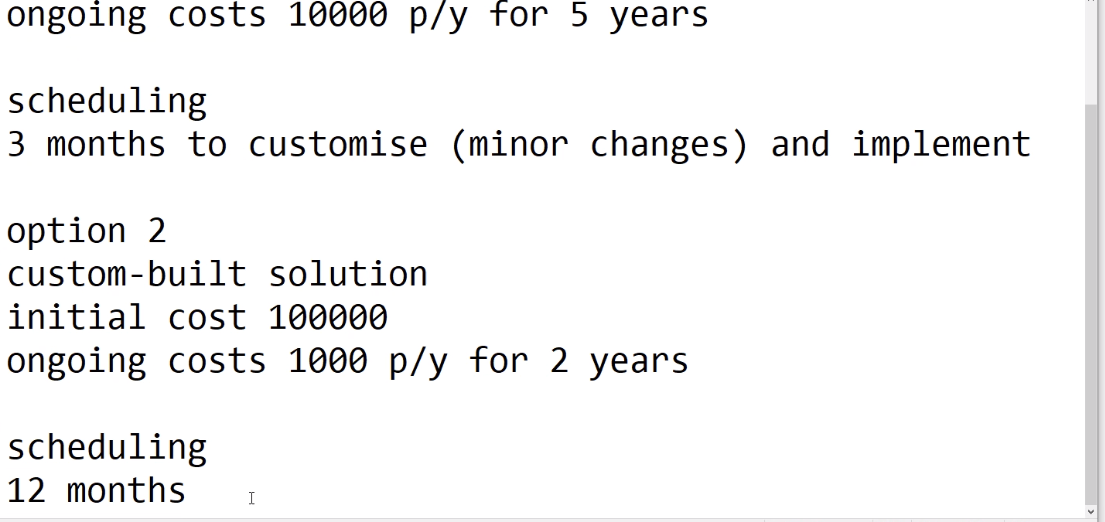 ongoing costs 10000 p/y for 5 years
scheduling
3 months to customise (minor changes) and implement
option 2
custom-built solution
initial cost 100000
ongoing costs 1000 p/y for 2 years
scheduling
12 months